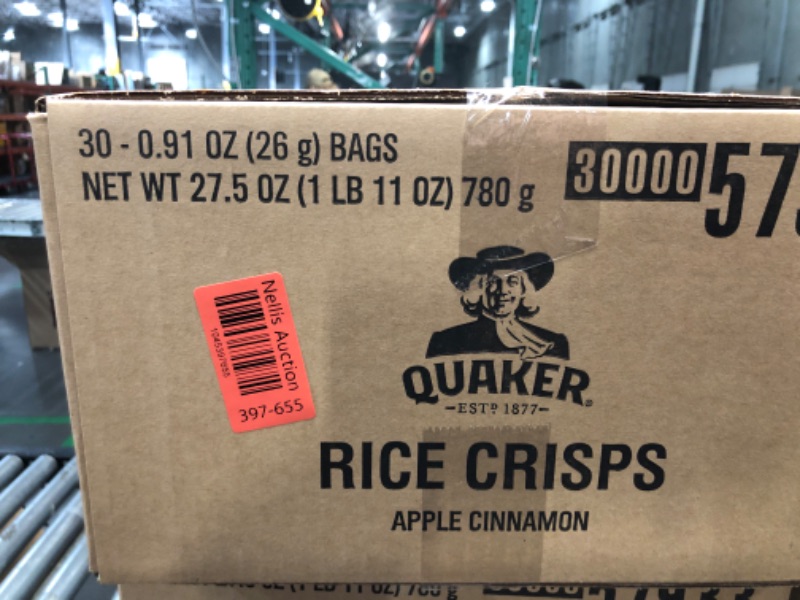 30 - 0.91 OZ (26 g) BAGS
NET WT 27.5 OZ (1 LB 11 OZ) 780 g
30000
57
QUAKER
ESTD 1877
RICE CRISPS
APPLE CINNAMON
Nellis Auction
397-655